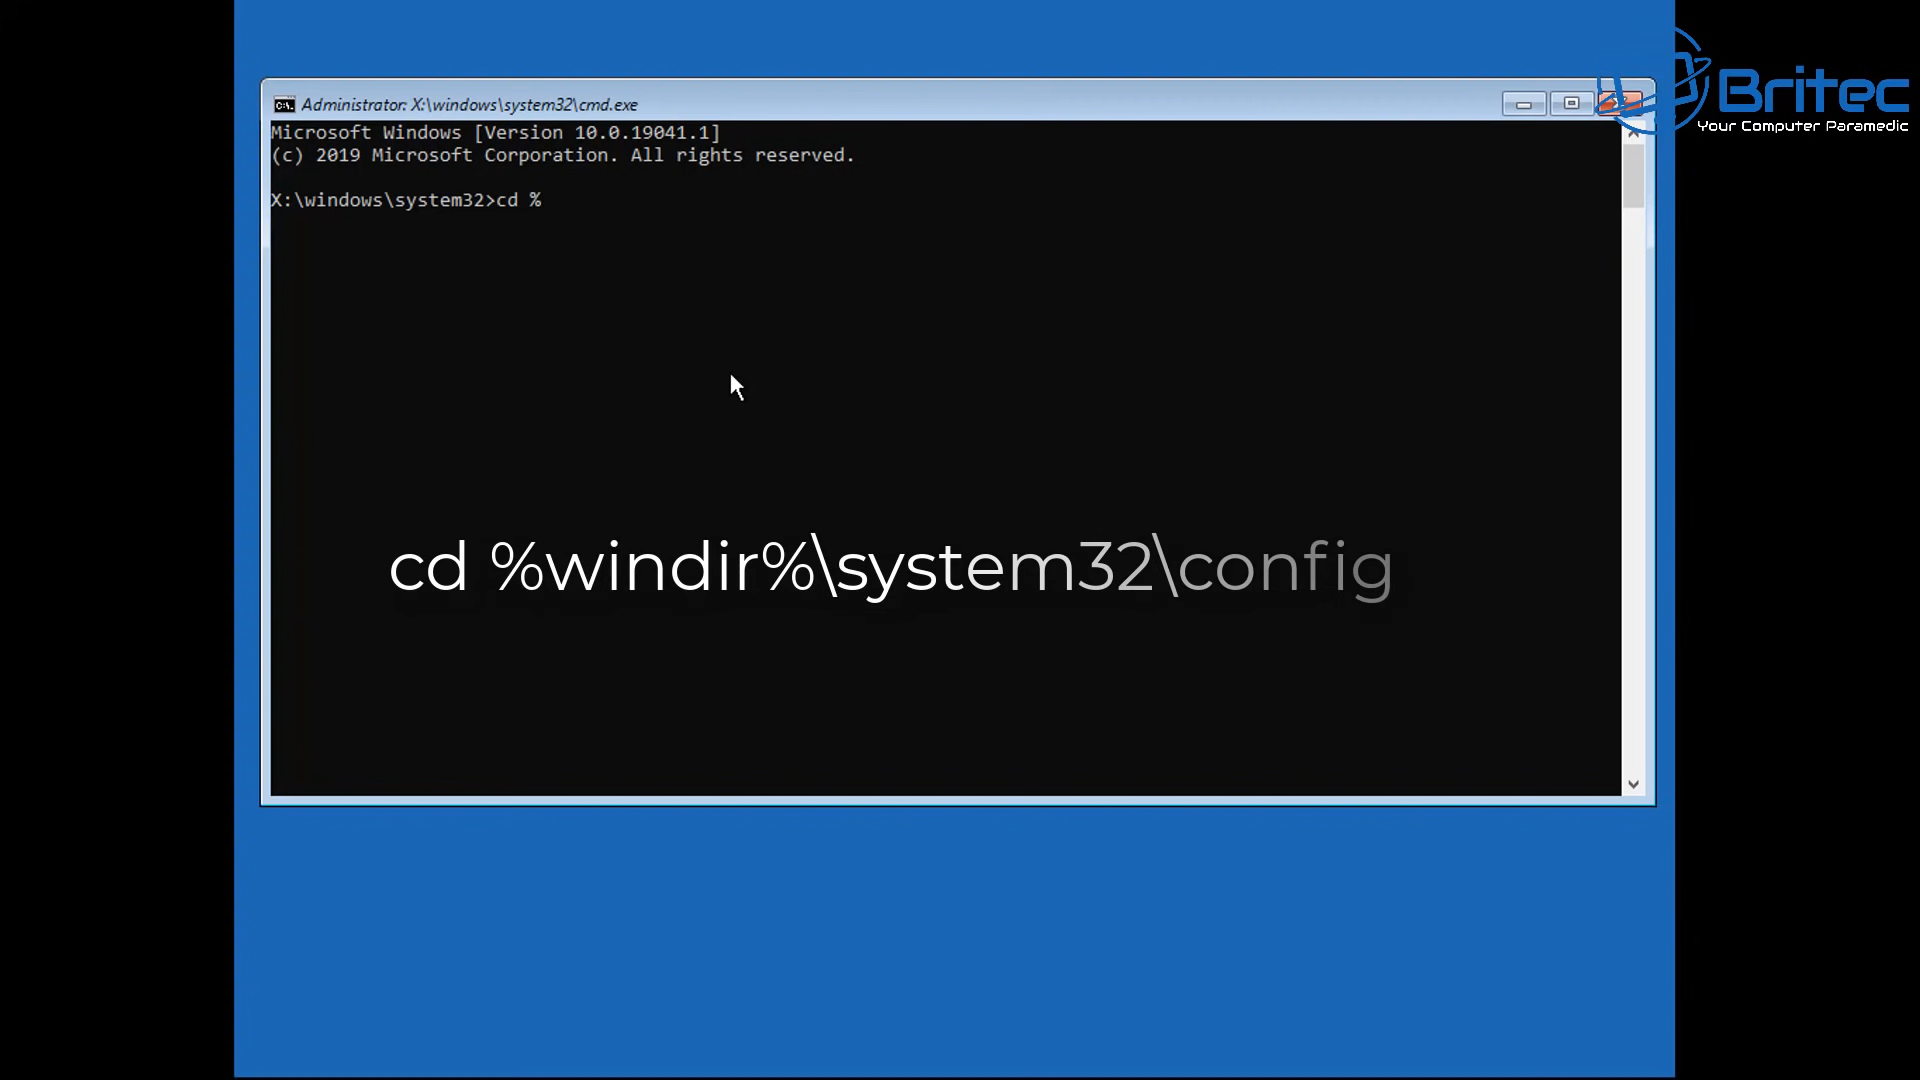 Britec
Your Computer Paramedic
Administrator: X:\windows\system32\cmd.exe
Microsoft Windows [Version 10.0.19041.1]
(c) 2019 Microsoft Corporation. All rights reserved.
X:\windows\system32>cd %
cd %windir%\system32\config